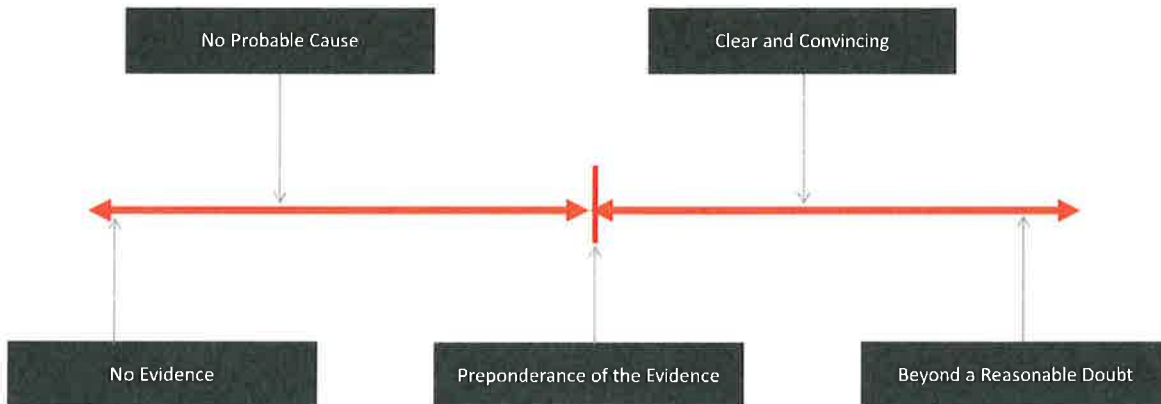 No Probable Cause
Clear and Convincing
No Evidence
Preponderance of the Evidence
Beyond a Reasonable Doubt